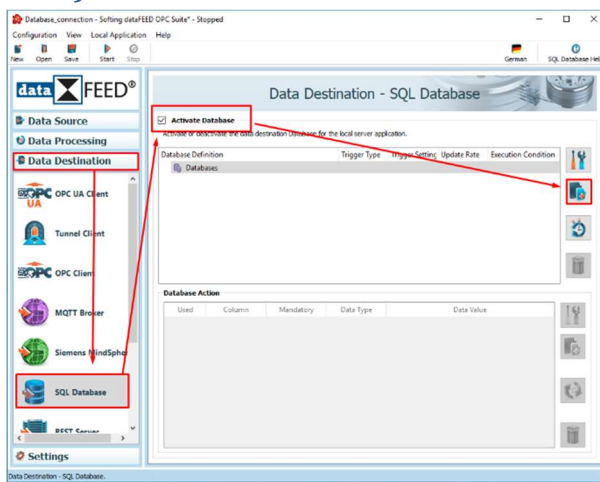 Database_connection - Softing dataFEED OPC Suite* - Stopped
Configuration View Local Application Help
New Open Save Start Stop German SQL Database Hel
data FEED®
Data Destination - SQL Database
Data Source
Data Processing
Data Destination
OPC UA Client
Tunnel Client
OPC Client
MQTT Broker
Siemens MindSpher
SQL Database
REST Server
Settings
Activate Database
Activate or deactivate the data destination Database for the local server application.
Database Definition Trigger Type Trigger Setting Update Rate Execution Condition
Databases
Database Action
Used Column Mandatory Data Type Data Value
Data Destination - SQL Database.